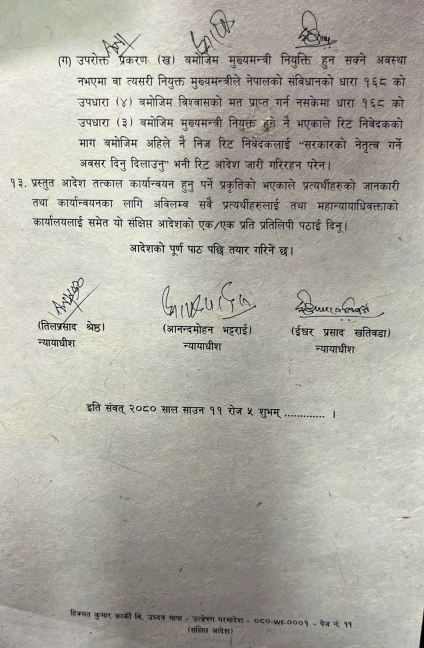 (ग) उपरोक्त प्रकरण (ख) बमोजिम मुख्यमन्त्री नियुक्ति हुन सक्ने अवस्था
नभएमा वा त्यसरी नियुक्त मुख्यमन्त्रीले नेपालको संविधानको धारा १६८ को
उपधारा (४) बमोजिम विश्वासको मत प्राप्त गर्न नसकेमा धारा १६८ को
उपधारा (३) बमोजिम मुख्यमन्त्री नियुक्त हुने नै भएकाले रिट निवेदकको
माग बमोजिम अहिले नै निज रिट निवेदकलाई "सरकारको नेतृत्व गर्ने
अवसर दिनु दिलाउनु" भनी रिट आदेश जारी गरिरहन परेन।
१३. प्रस्तुत आदेश तत्काल कार्यान्वयन हुनु पर्ने प्रकृतिको भएकाले प्रत्यर्थीहरुको जानकारी
तथा कार्यान्वयनका लागि अविलम्ब सबै प्रत्यर्थीहरुलाई तथा महान्यायाधिवक्ताको
कार्यालयलाई समेत यो संक्षिप्त आदेशको एक/एक प्रति प्रतिलिपी पठाई दिनू।
आदेशको पूर्ण पाठ पछि तयार गरिने छ।
(तिलप्रसाद श्रेष्ठ) (आनन्दमोहन भट्टराई) (ईश्वर प्रसाद खतिवडा)
न्यायाधीश न्यायाधीश न्यायाधीश
इति संवत् २०८० साल साउन ११ रोज ५ शुभम् ............. ।
हिक्मत कुमार कार्की वि. उध्दव थापा - उत्प्रेषण परमादेश - ०८०-WF-०००१ - पेज नं. ११
(संक्षिप्त आदेश)